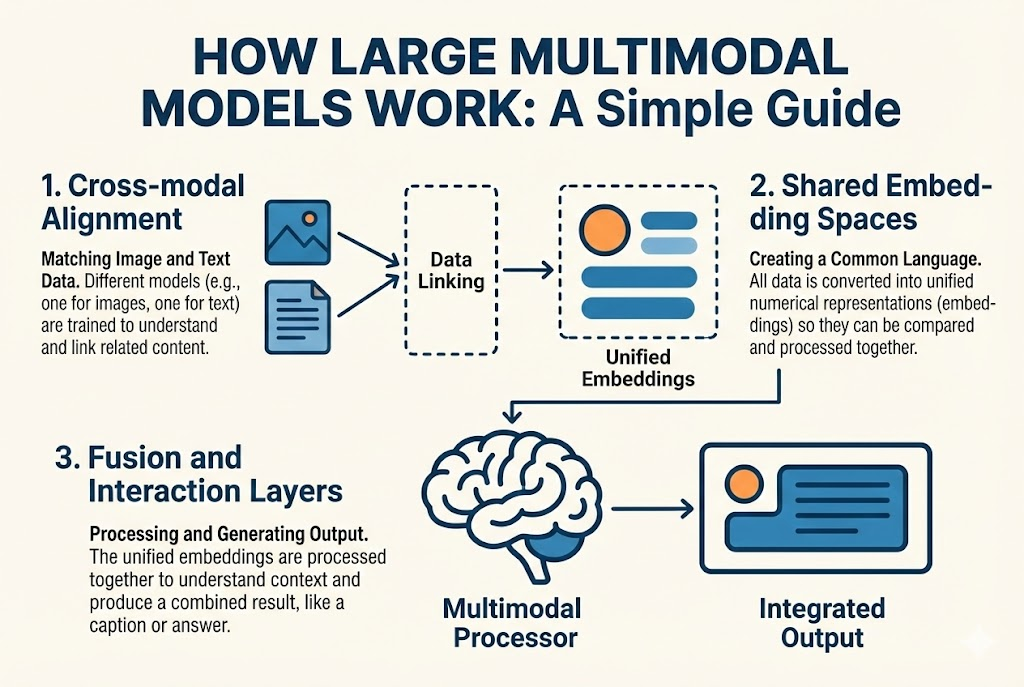 HOW LARGE MULTIMODAL
MODELS WORK: A Simple Guide
1. Cross-modal
Alignment
Matching Image and Text
Data. Different models (e.g.,
one for images, one for text)
are trained to understand
and link related content.
Data
Linking
Unified
Embeddings
2. Shared Embed-
ding Spaces
Creating a Common Language.
All data is converted into unified
numerical representations (embed-
dings) so they can be compared
and processed together.
3. Fusion and
Interaction Layers
Processing and Generating Output.
The unified embeddings are processed
together to understand context and
produce a combined result, like a
caption or answer.
Multimodal
Processor
Integrated
Output